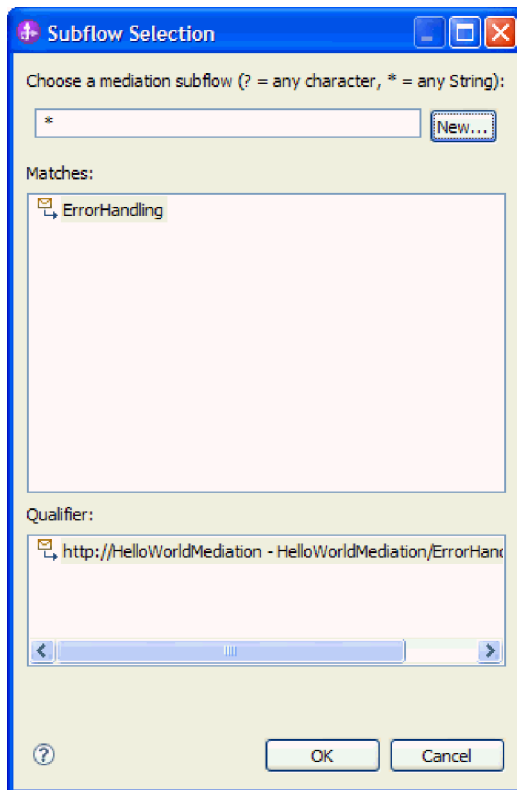 Subflow Selection
Choose a mediation subflow (? = any character, * = any String):
*
New...
Matches:
ErrorHandling
Qualifier:
http://HelloWorldMediation - HelloWorldMediation/ErrorHand
?
OK
Cancel